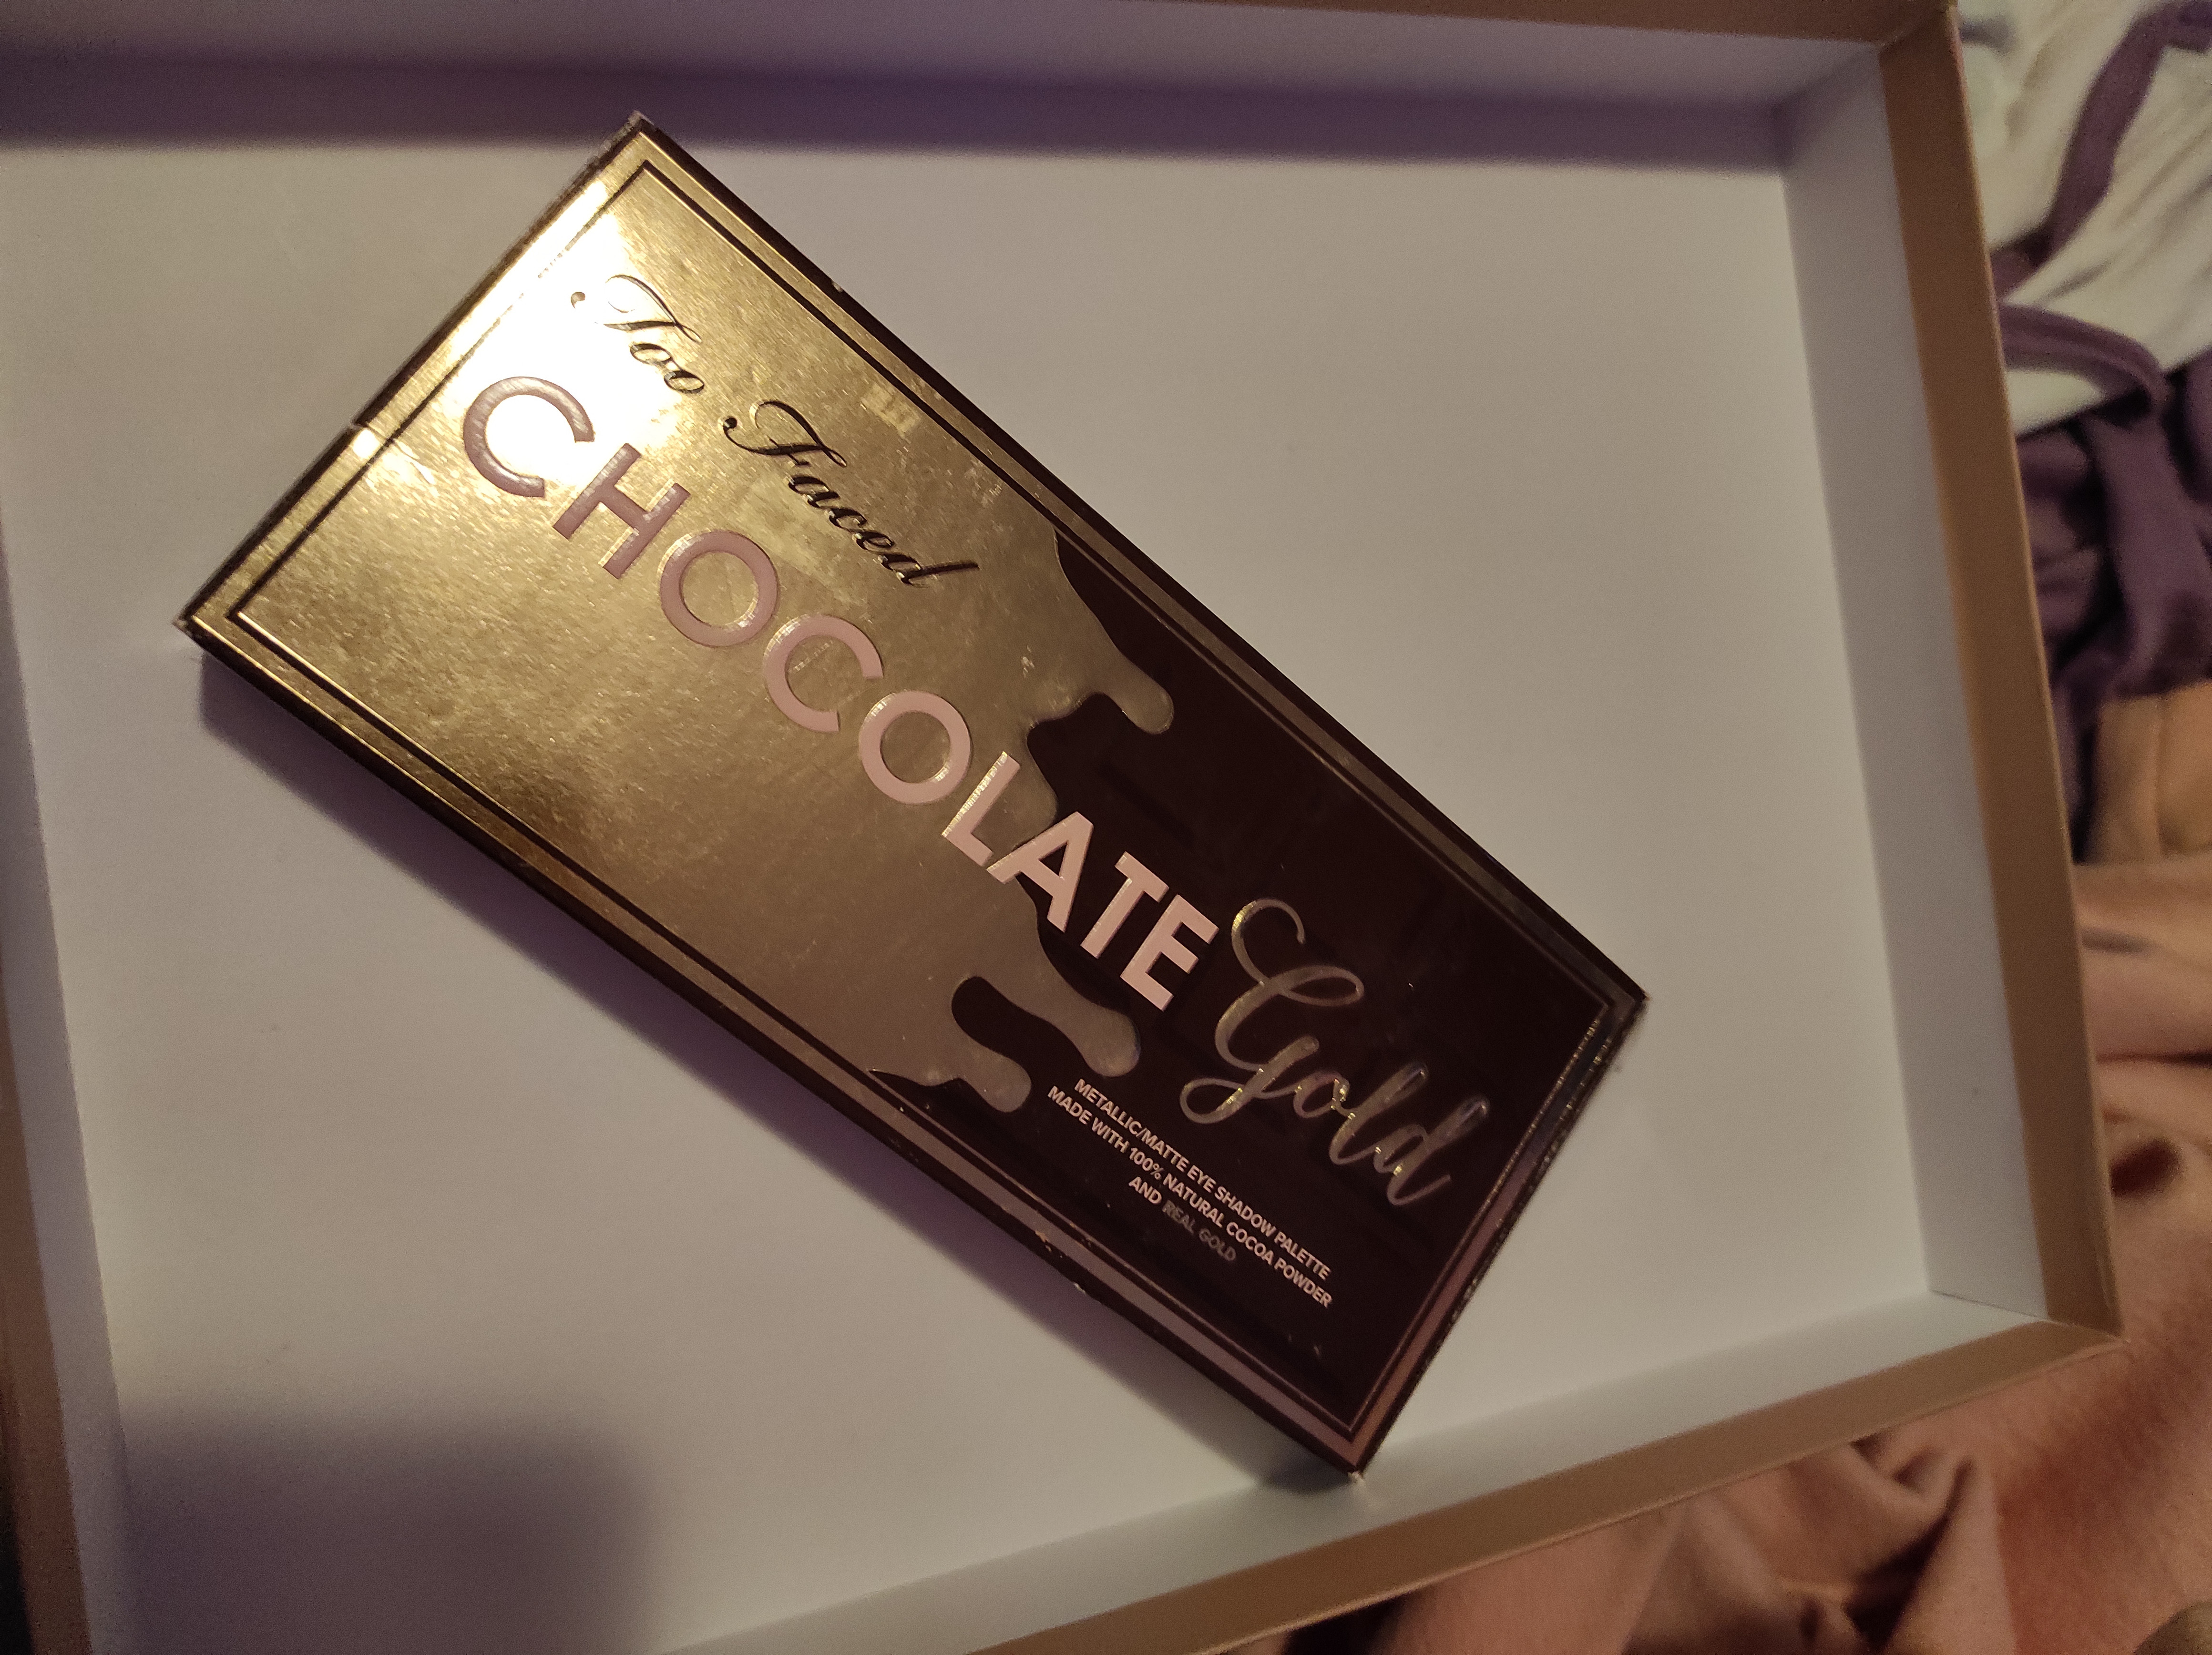 Too Faced
CHOCOLATE Gold
METALLIC/MATTE EYE SHADOW PALETTE
MADE WITH 100% NATURAL COCOA POWDER
AND REAL GOLD